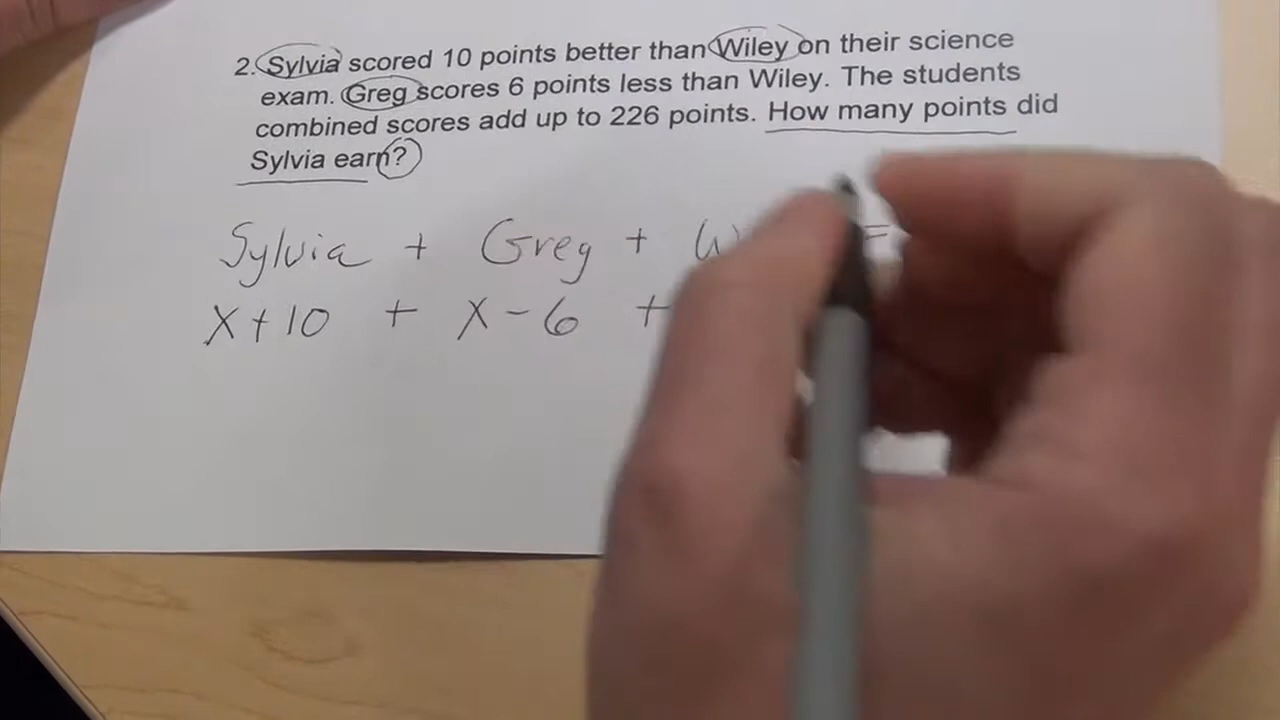 2. Sylvia scored 10 points better than Wiley on their science
exam. Greg scores 6 points less than Wiley. The students
combined scores add up to 226 points. How many points did
Sylvia earn?
Sylvia + Greg + =
x+10 + x-6 +